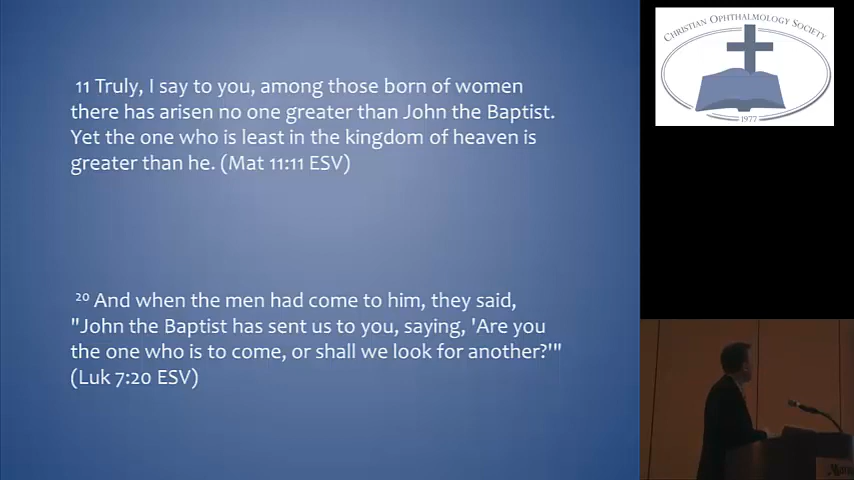 11 Truly, I say to you, among those born of women
there has arisen no one greater than John the Baptist.
Yet the one who is least in the kingdom of heaven is
greater than he. (Mat 11:11 ESV)
20 And when the men had come to him, they said,
"John the Baptist has sent us to you, saying, 'Are you
the one who is to come, or shall we look for another?'"
(Luk 7:20 ESV)
CHRISTIAN OPHTHALMOLOGY SOCIETY
1977